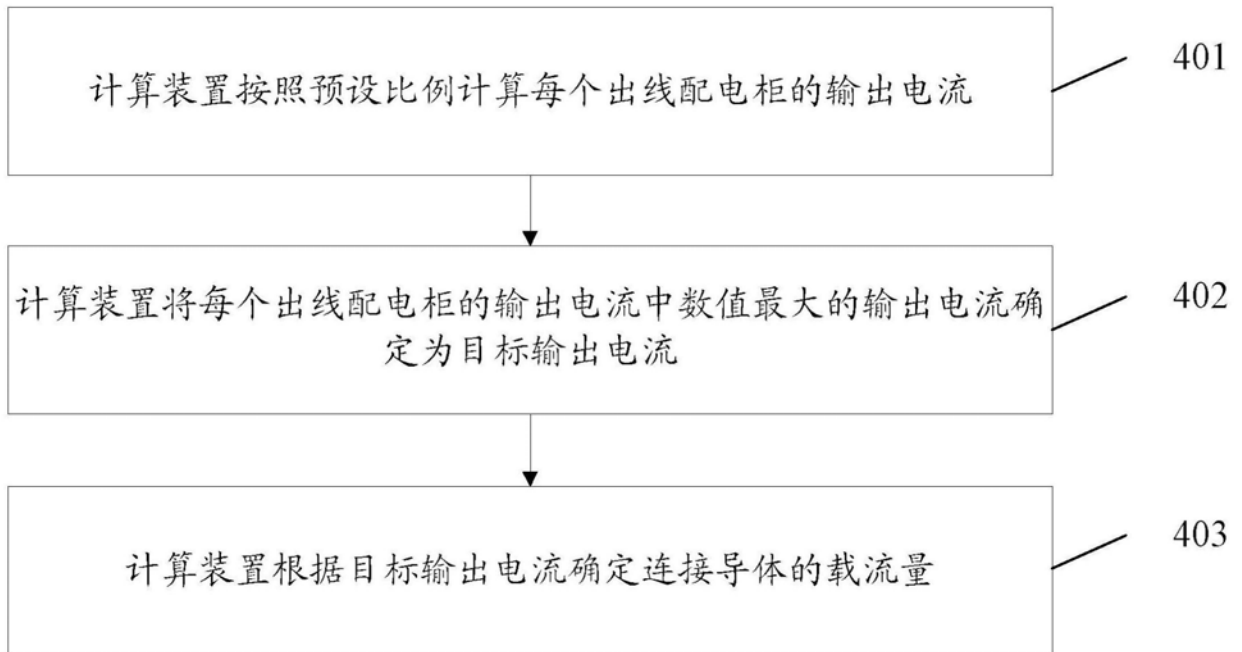 计算装置按照预设比例计算每个出线配电柜的输出电流
401
计算装置将每个出线配电柜的输出电流中数值最大的输出电流确
定为目标输出电流
402
计算装置根据目标输出电流确定连接导体的载流量
403